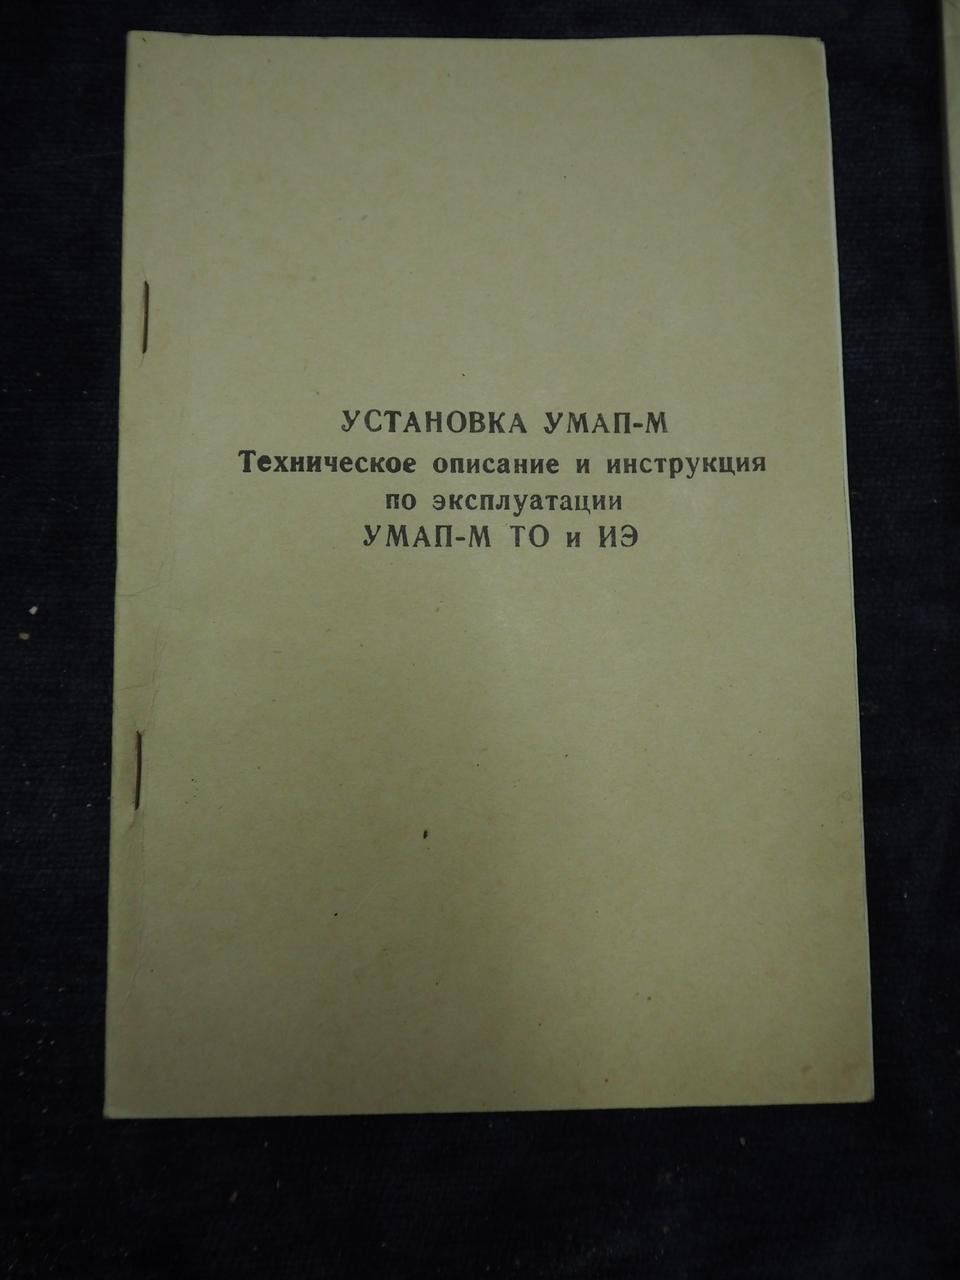 УСТАНОВКА УМАП-М
Техническое описание и инструкция
по эксплуатации
УМАП-М ТО и ИЭ